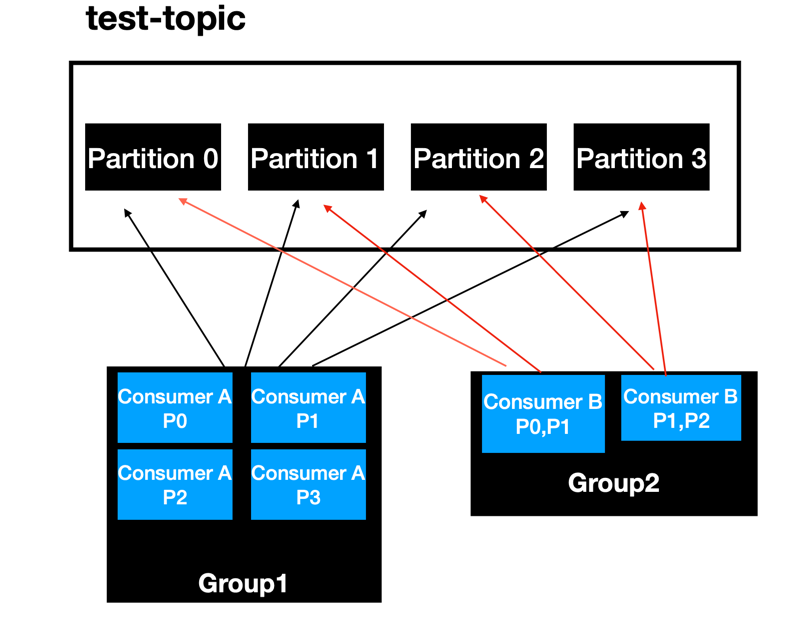 test-topic
Partition 0
Partition 1
Partition 2
Partition 3
Consumer A
P0
Consumer A
P1
Consumer A
P2
Consumer A
P3
Group1
Consumer B
P0,P1
Consumer B
P1,P2
Group2